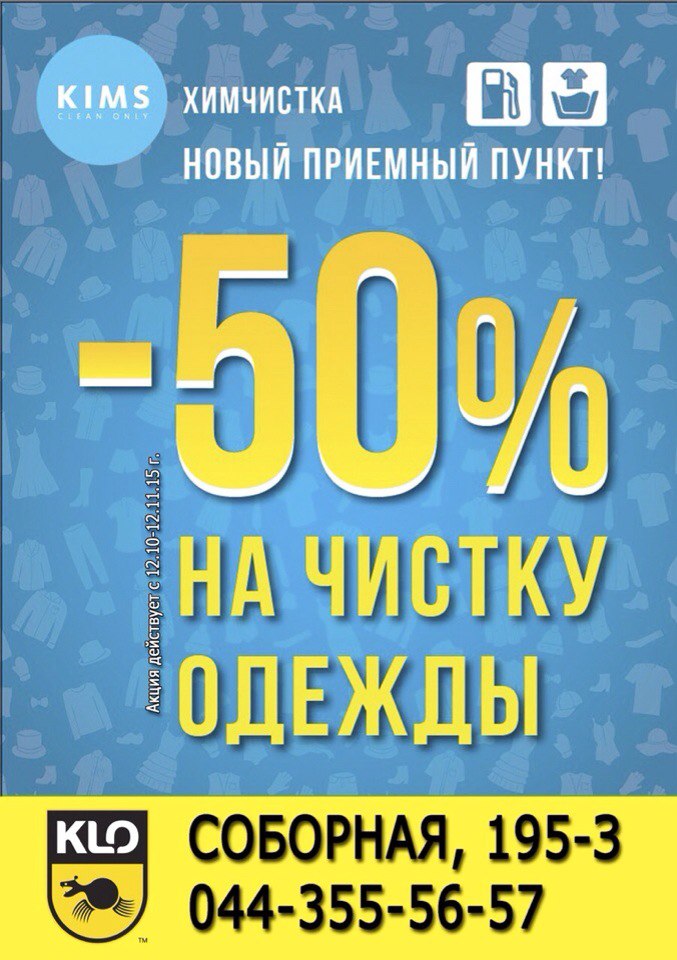 KIMS
CLEAN ONLY
ХИМЧИСТКА
НОВЫЙ ПРИЕМНЫЙ ПУНКТ!
-50%
НА ЧИСТКУ
ОДЕЖДЫ
Акция действует с 12.10-12.11.15 г.
KLO
TM
СОБОРНАЯ, 195-З
044-355-56-57